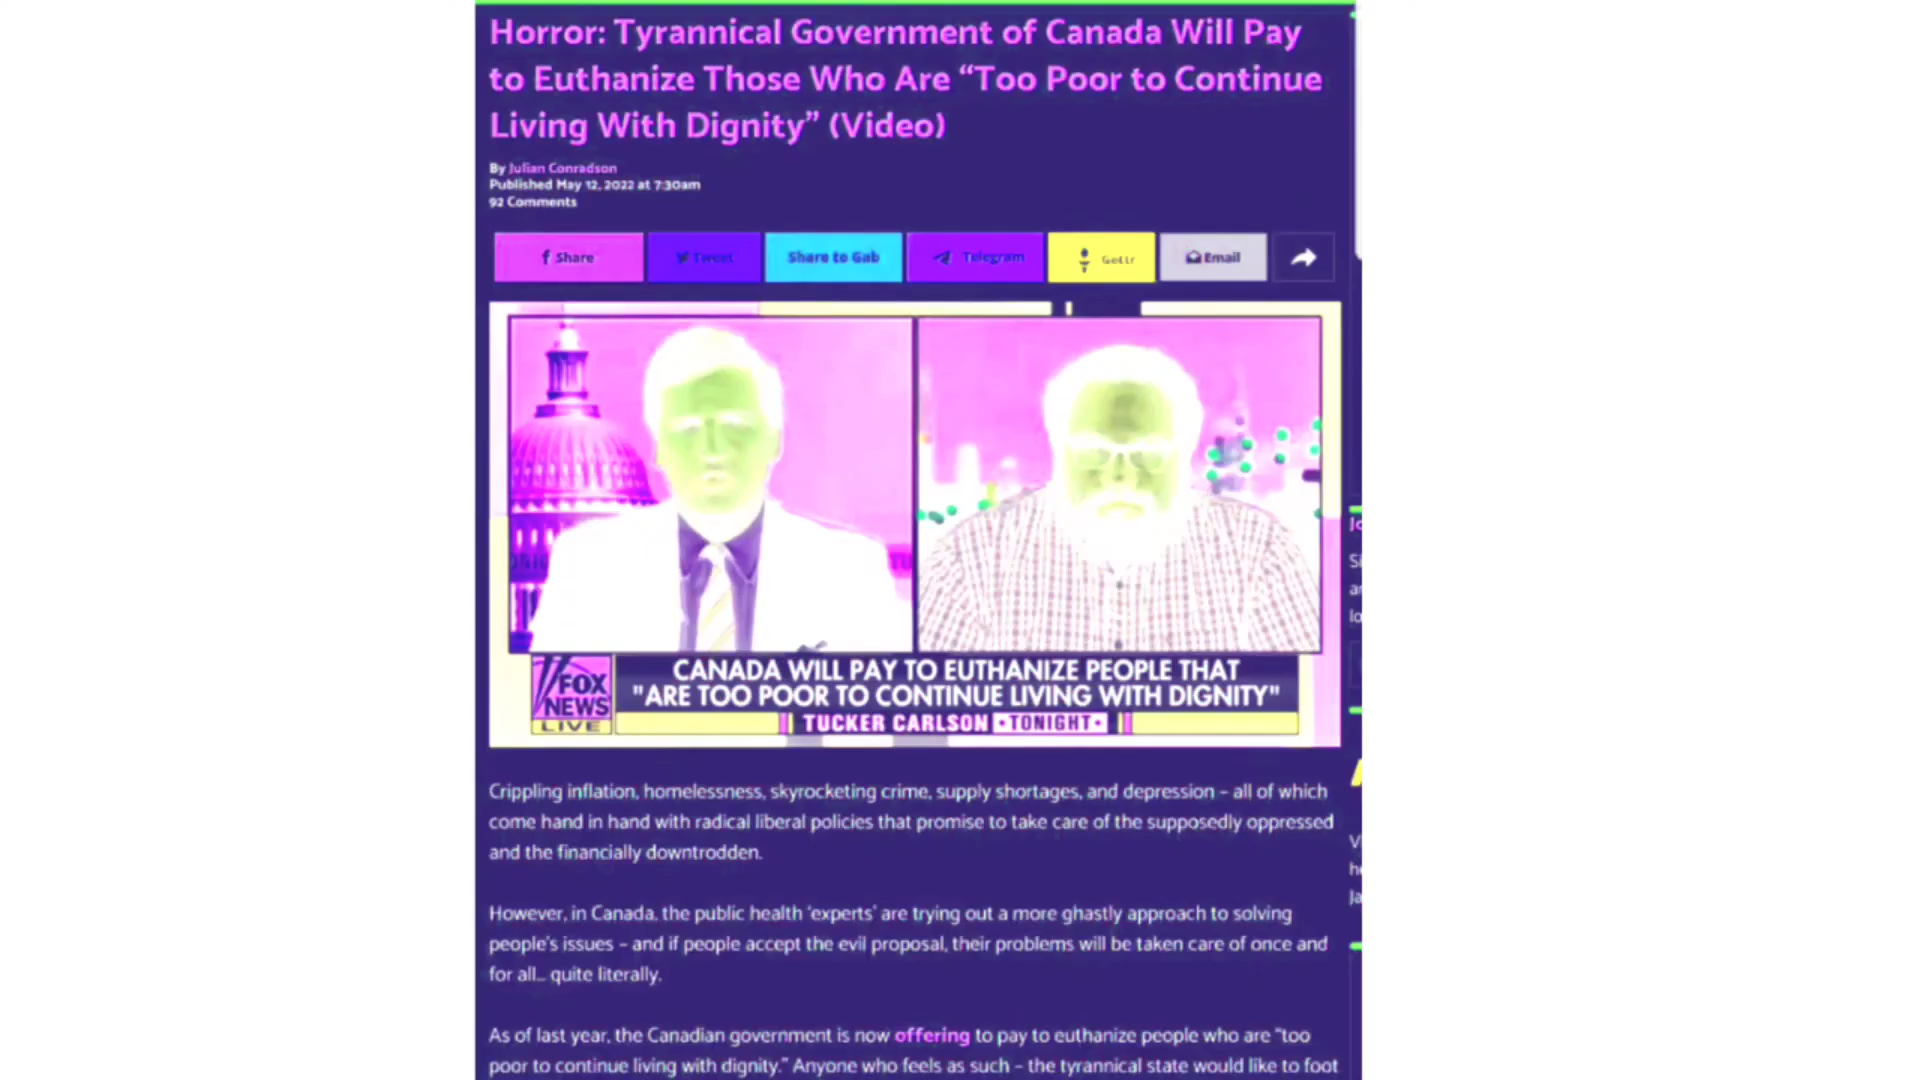 Horror: Tyrannical Government of Canada Will Pay
to Euthanize Those Who Are “Too Poor to Continue
Living With Dignity” (Video)
By Julian Conradson
Published May 12, 2022 at 7:30am
92 Comments
Share
Tweet
Share to Gab
Telegram
Gettr
Email
FOX
NEWS
LIVE
CANADA WILL PAY TO EUTHANIZE PEOPLE THAT
"ARE TOO POOR TO CONTINUE LIVING WITH DIGNITY"
TUCKER CARLSON •TONIGHT•
Crippling inflation, homelessness, skyrocketing crime, supply shortages, and depression – all of which
come hand in hand with radical liberal policies that promise to take care of the supposedly oppressed
and the financially downtrodden.
However, in Canada, the public health ‘experts’ are trying out a more ghastly approach to solving
people’s issues – and if people accept the evil proposal, their problems will be taken care of once and
for all… quite literally.
As of last year, the Canadian government is now offering to pay to euthanize people who are “too
poor to continue living with dignity.” Anyone who feels as such – the tyrannical state would like to foot